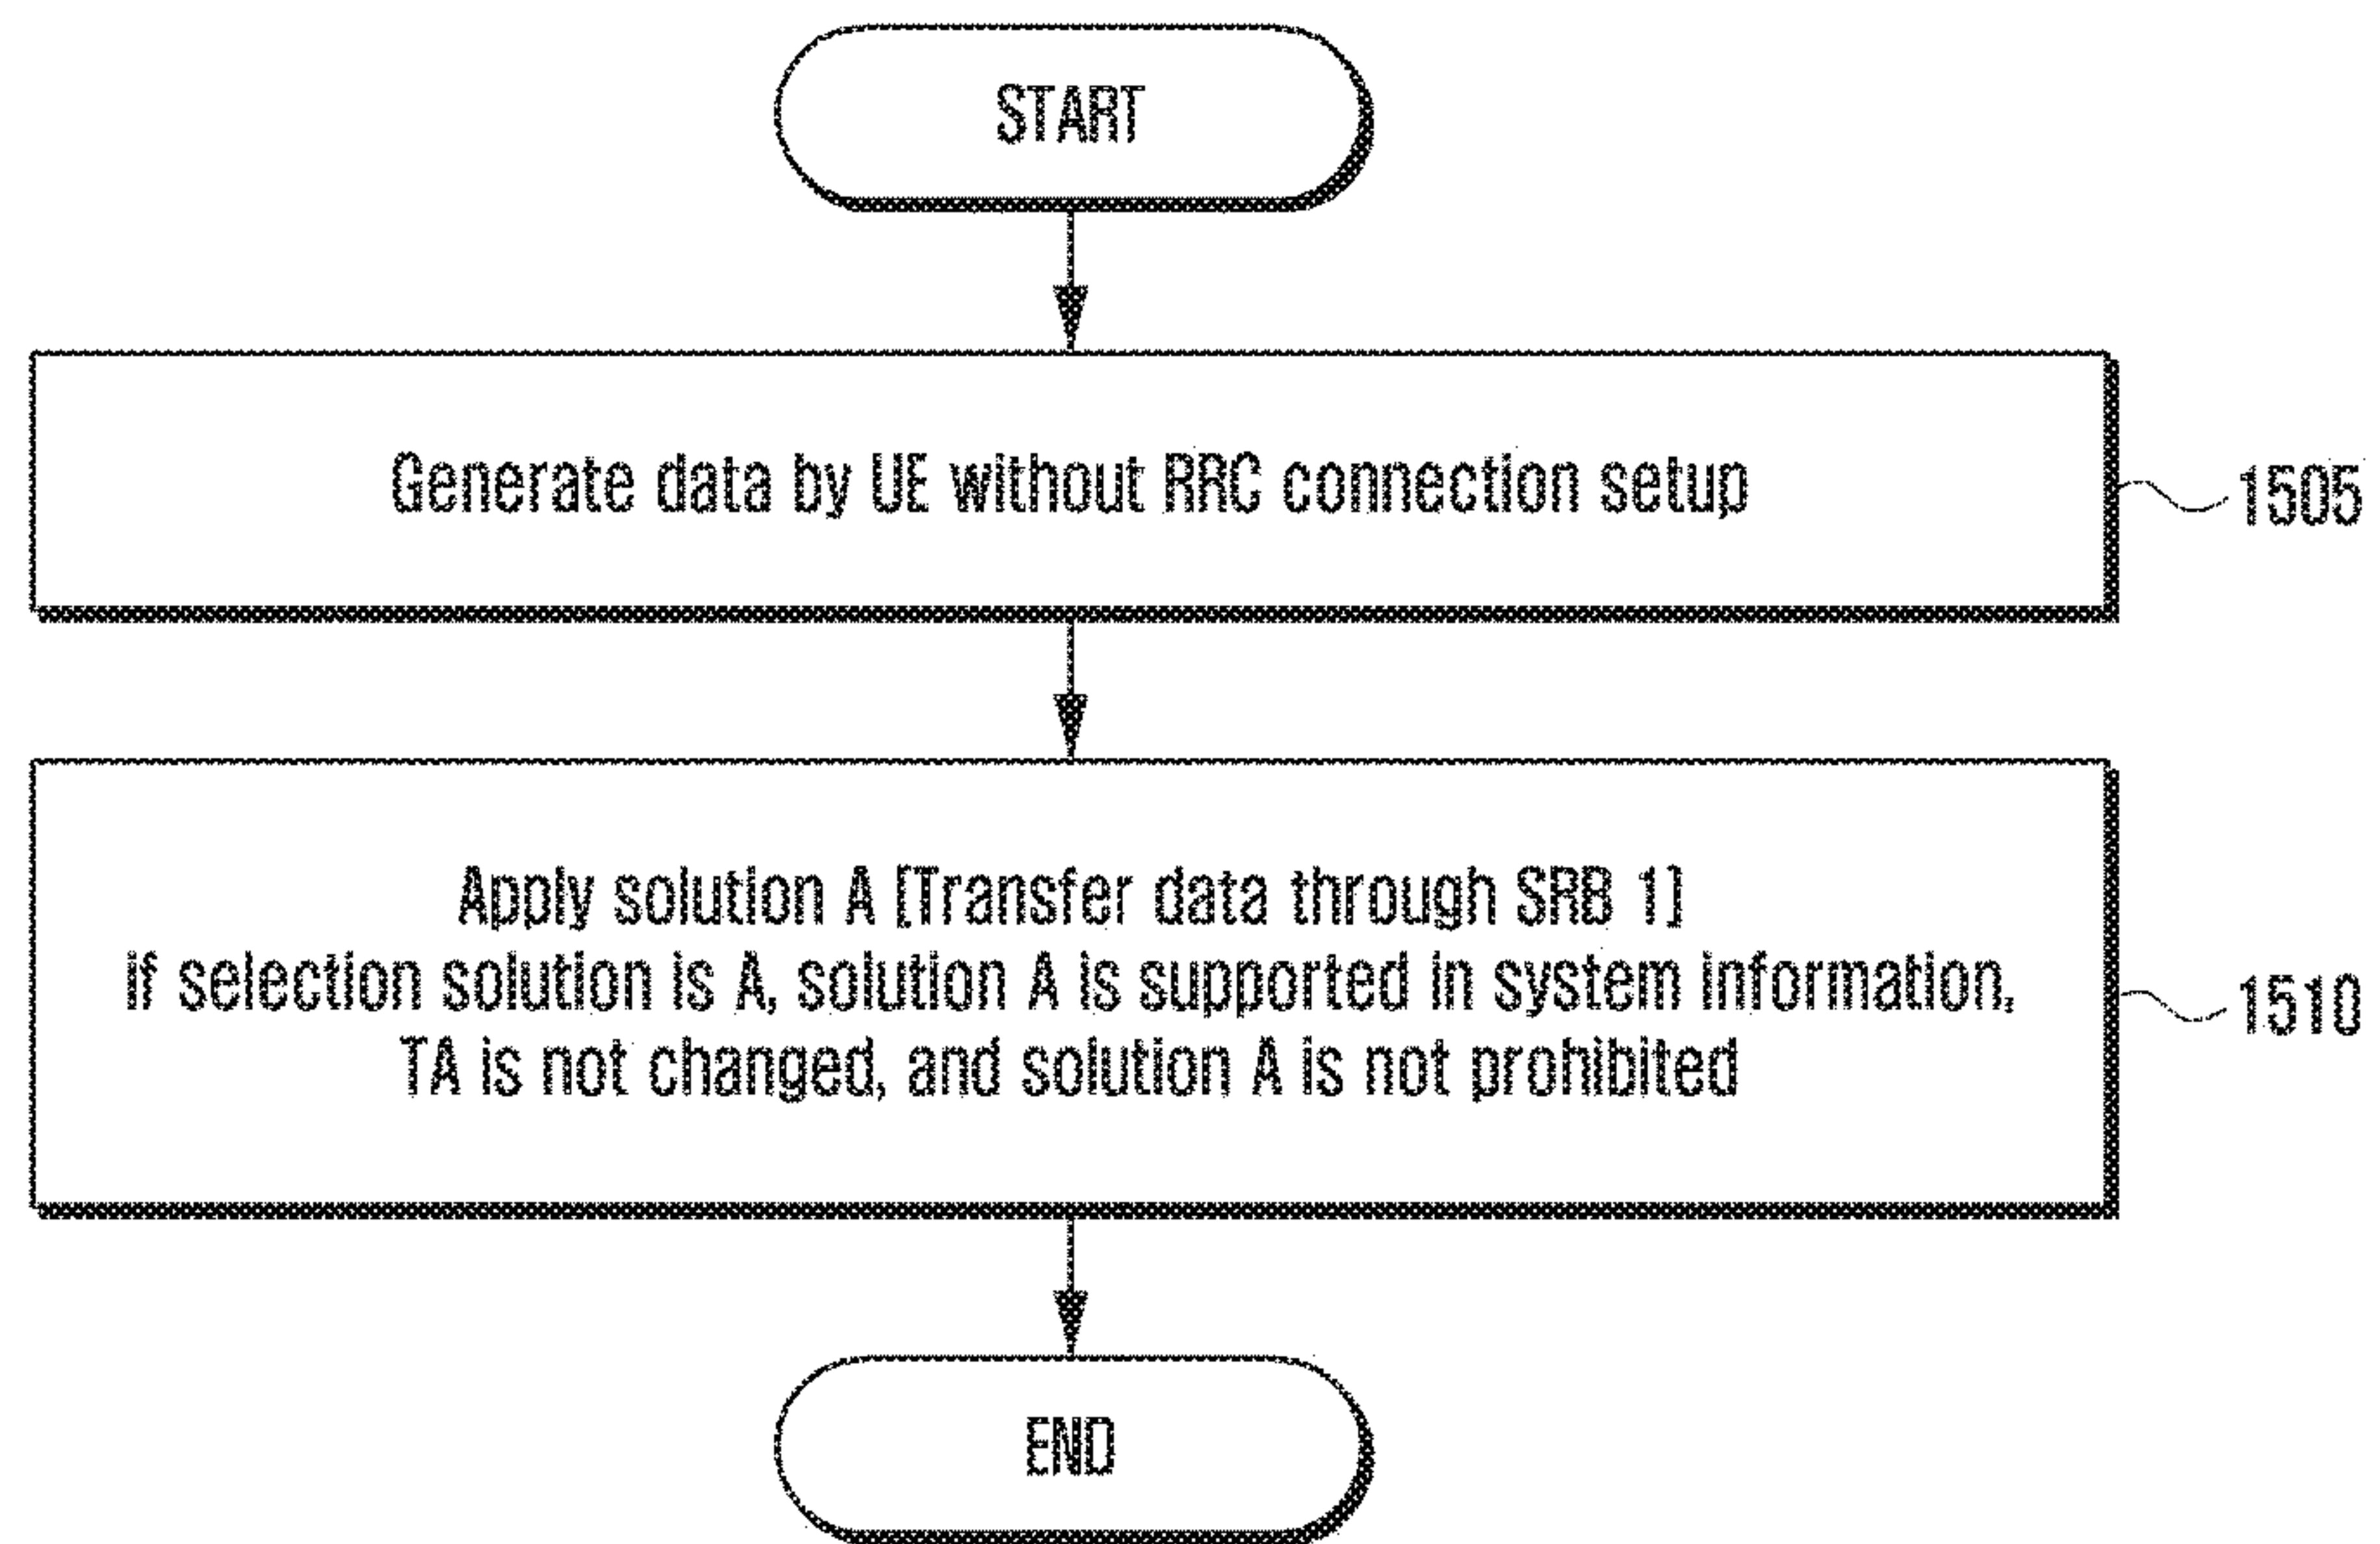 START
Generate data by UE without RRC connection setup
1505
Apply solution A [Transfer data through SRB 1]
if selection solution is A, solution A is supported in system information,
TA is not changed, and solution A is not prohibited
1510
END